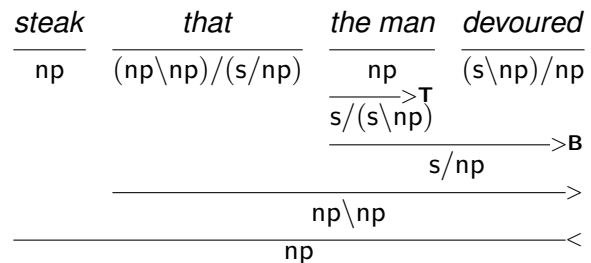 steak that the man devoured
np (np\np)/(s/np) np (s\np)/np
>T
s/(s\np)
>B
s/np
>
np\np
<
np